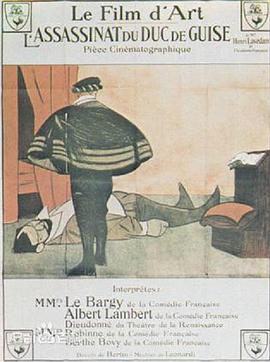 Le Film d'Art
L'ASSASSINAT DU DUC DE GUISE
Pièce Cinématographique
Henri Lavedan
Interprètes:
MM. Le Bargy de la Comédie Française
Albert Lambert de la Comédie Française
Dieudonné du Théâtre de la Renaissance
Robinne de la Comédie Française
Berthe Bovy de la Comédie Française